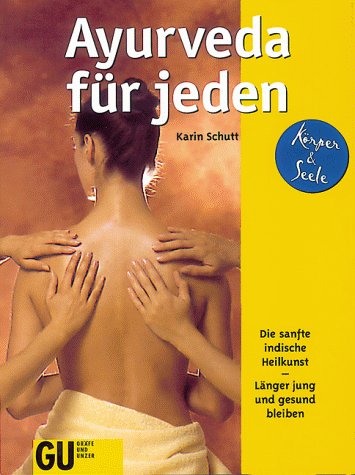 Ayurveda
für jeden
Karin Schutt
Körper
&
Seele
Die sanfte
indische
Heilkunst
–
Länger jung
und gesund
bleiben
GU
GRÄFE
UND
UNZER